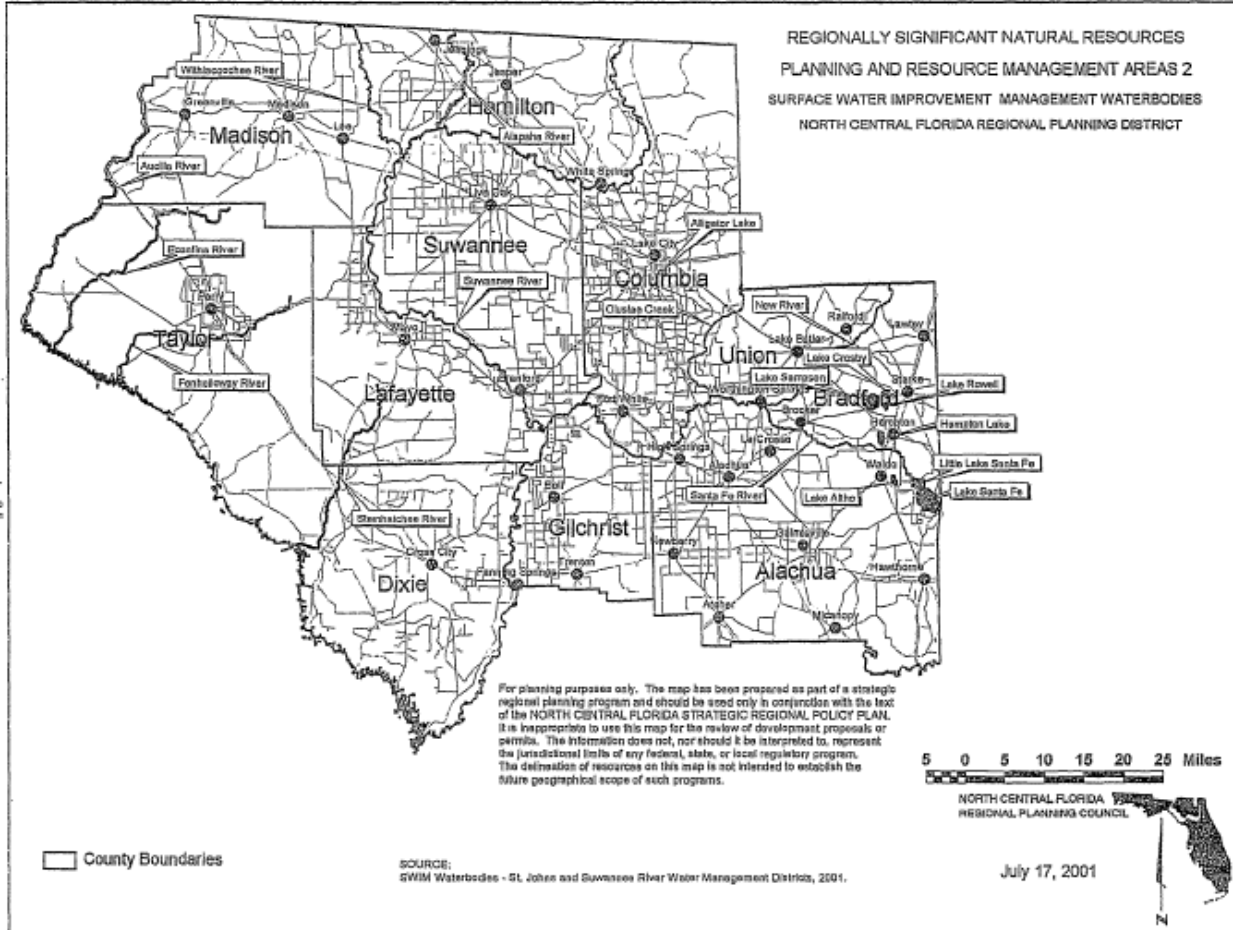 REGIONALLY SIGNIFICANT NATURAL RESOURCES
PLANNING AND RESOURCE MANAGEMENT AREAS 2
SURFACE WATER IMPROVEMENT MANAGEMENT WATERBODIES
NORTH CENTRAL FLORIDA REGIONAL PLANNING DISTRICT
Jennings
Withlacoochee River
Jasper
Greenville
Madison
Hamilton
Madison
Lee
Alapaha River
Aucilla River
White Springs
Live Oak
Alligator Lake
Econfina River
Suwannee
Lake City
Suwannee River
Columbia
New River
Perry
Olustee Creek
Raiford
Lawtey
Taylor
Mayo
Lake Butler
Union
Lake Crosby
Fenholloway River
Lake Sampson
Lake Rowell
Lafayette
Branford
Worthington Springs
Starke
Bradford
Fort White
Brooker
Hampton
Hampton Lake
High Springs
La Crosse
Little Lake Santa Fe
Alachua
Waldo
Bell
Santa Fe River
Lake Altho
Lake Santa Fe
Steinhatchee River
Gilchrist
Gainesville
Newberry
Cross City
Alachua
Hawthorne
Dixie
Fanning Springs
Trenton
Archer
Micanopy
For planning purposes only. The map has been prepared as part of a strategic
regional planning program and should be used only in conjunction with the text
of the NORTH CENTRAL FLORIDA STRATEGIC REGIONAL POLICY PLAN.
It is inappropriate to use this map for the review of development proposals or
permits. The information does not, nor should it be interpreted to, represent
the jurisdictional limits of any federal, state, or local regulatory program.
The delineation of resources on this map is not intended to establish the
future geographical scope of such programs.
5 0 5 10 15 20 25 Miles
NORTH CENTRAL FLORIDA
REGIONAL PLANNING COUNCIL
County Boundaries
SOURCE:
SWIM Waterbodies - St. Johns and Suwannee River Water Management Districts, 2001.
July 17, 2001
N